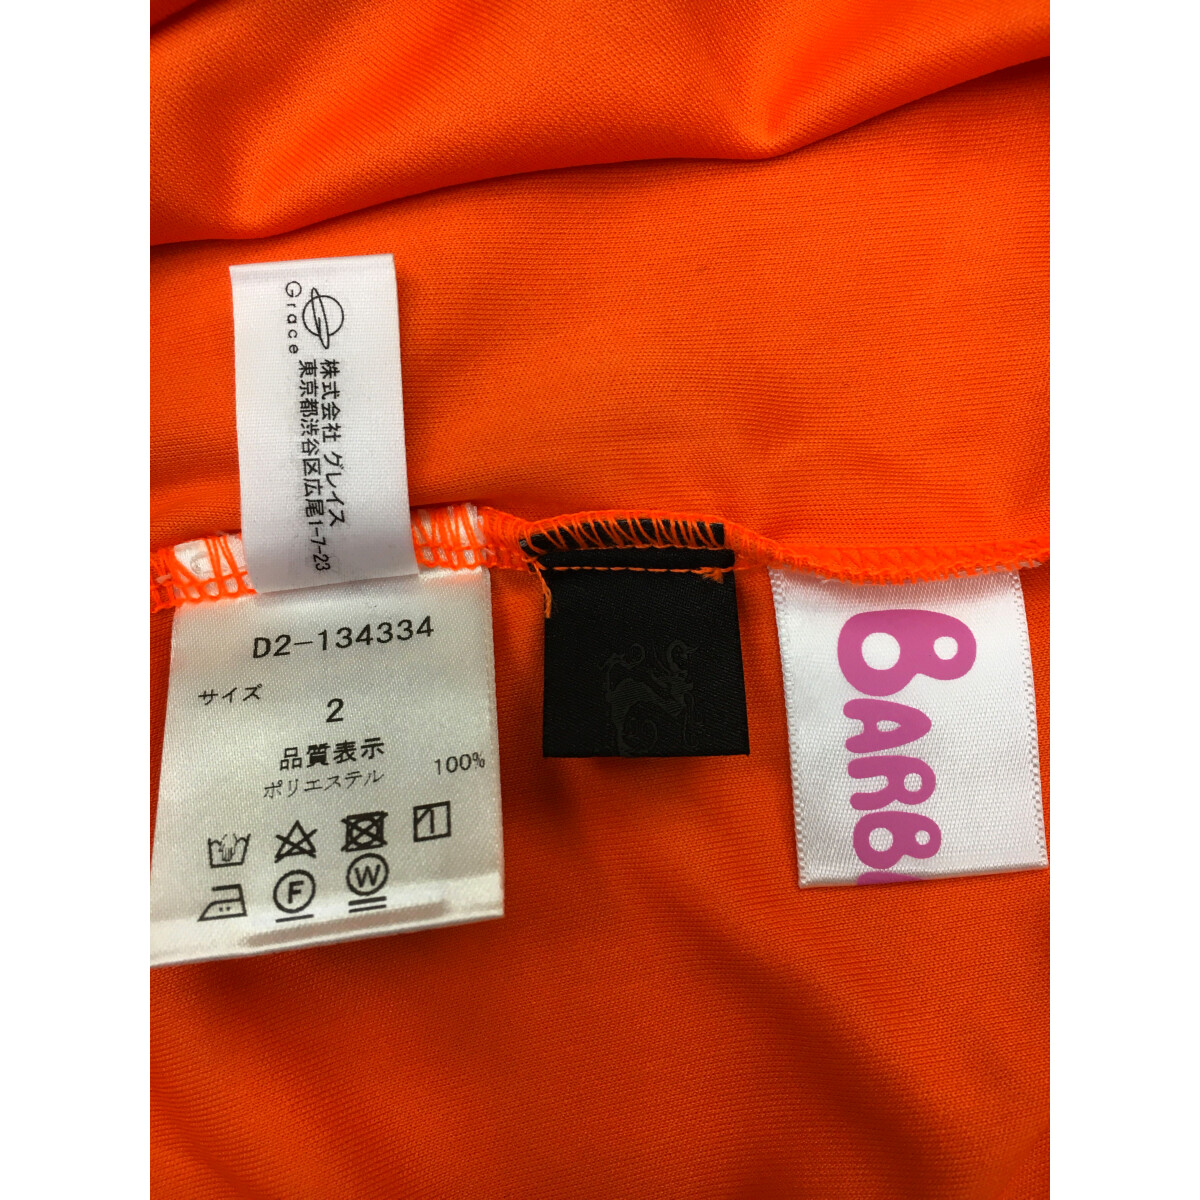 Grace
株式会社 グレイス
東京都渋谷区広尾1-7-23
D2-134334
サイズ
2
品質表示
ポリエステル 100%
F
W
BARB